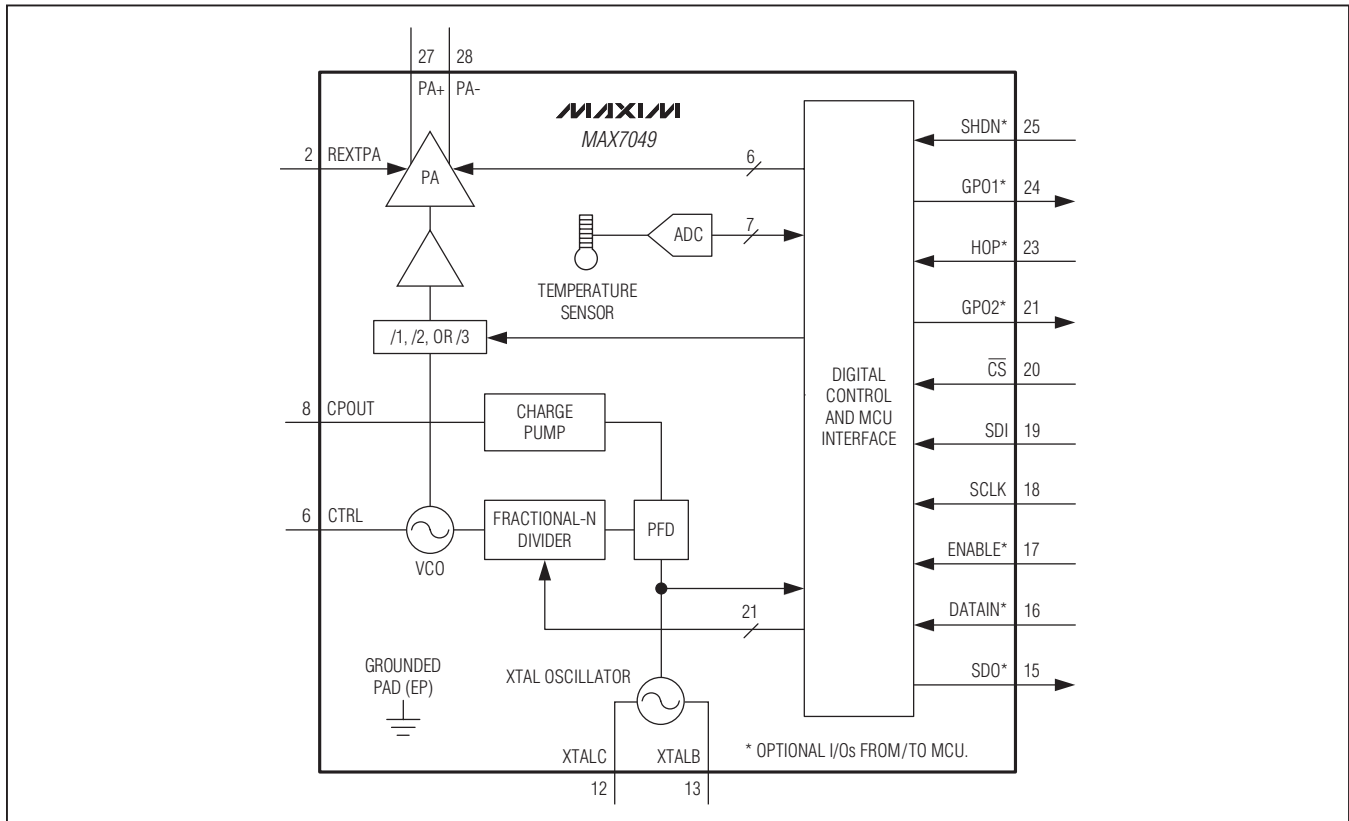 27 28
PA+ PA-
MAXIM
MAX7049
SHDN* 25
2 REXTPA
PA
6
GPO1* 24
ADC
7
HOP* 23
TEMPERATURE
SENSOR
GPO2* 21
/1, /2, OR /3
DIGITAL
CONTROL
AND MCU
INTERFACE
CS 20
8 CPOUT
CHARGE
PUMP
SDI 19
SCLK 18
6 CTRL
FRACTIONAL-N
DIVIDER
PFD
VCO
ENABLE* 17
21
DATAIN* 16
GROUNDED
PAD (EP)
XTAL OSCILLATOR
SDO* 15
XTALC XTALB
* OPTIONAL I/Os FROM/TO MCU.
12 13